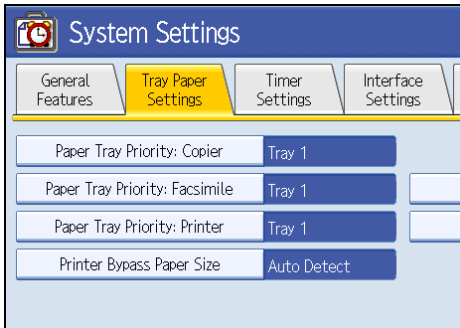 System Settings
General Features
Tray Paper Settings
Timer Settings
Interface Settings
Paper Tray Priority: Copier Tray 1
Paper Tray Priority: Facsimile Tray 1
Paper Tray Priority: Printer Tray 1
Printer Bypass Paper Size Auto Detect